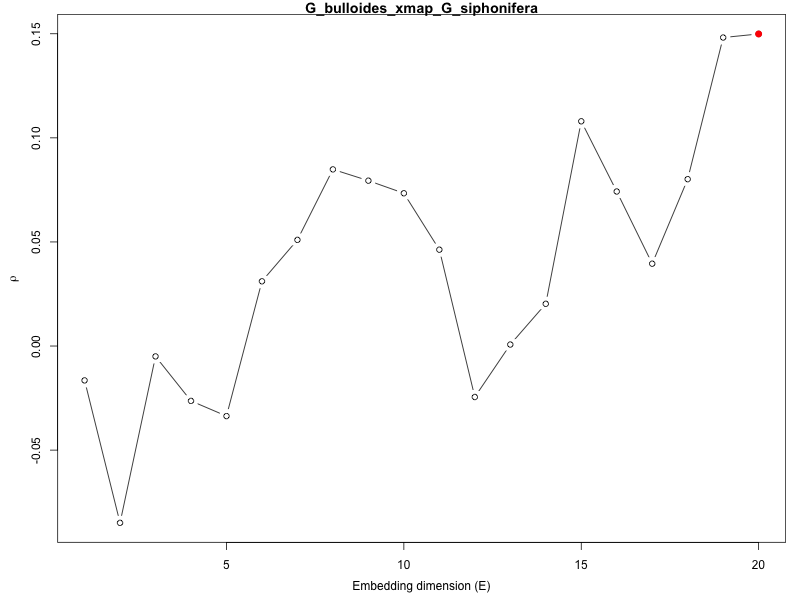 G_bulloides_xmap_G_siphonifera
0.15
0.10
0.05
0.00
-0.05
ρ
5 10 15 20
Embedding dimension (E)